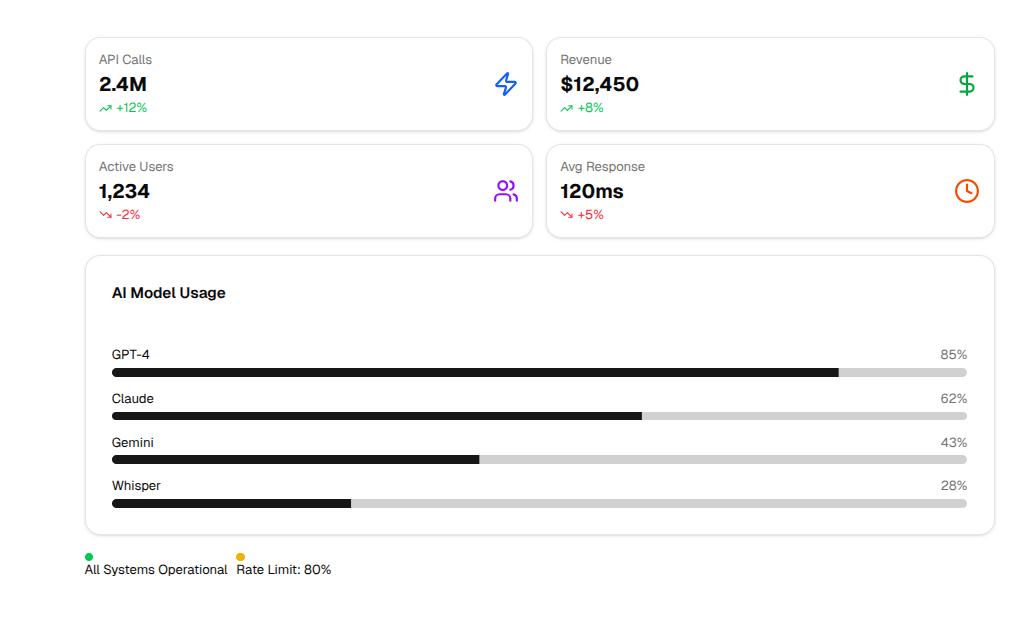 API Calls
2.4M
+12%
Revenue
$12,450
+8%
Active Users
1,234
-2%
Avg Response
120ms
+5%
AI Model Usage
GPT-4 85%
Claude 62%
Gemini 43%
Whisper 28%
All Systems Operational Rate Limit: 80%